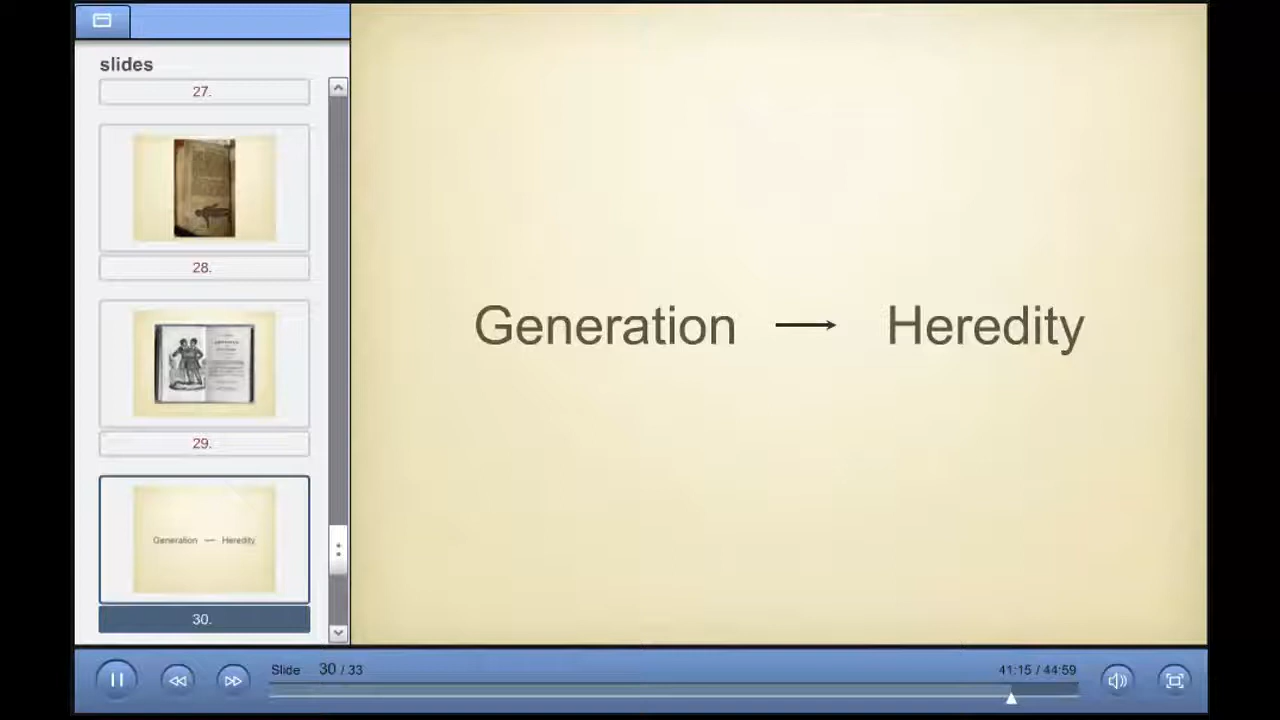 slides
27.
28.
29.
Generation — Heredity
30.
Generation → Heredity
Slide 30 / 33
41:15 / 44:59